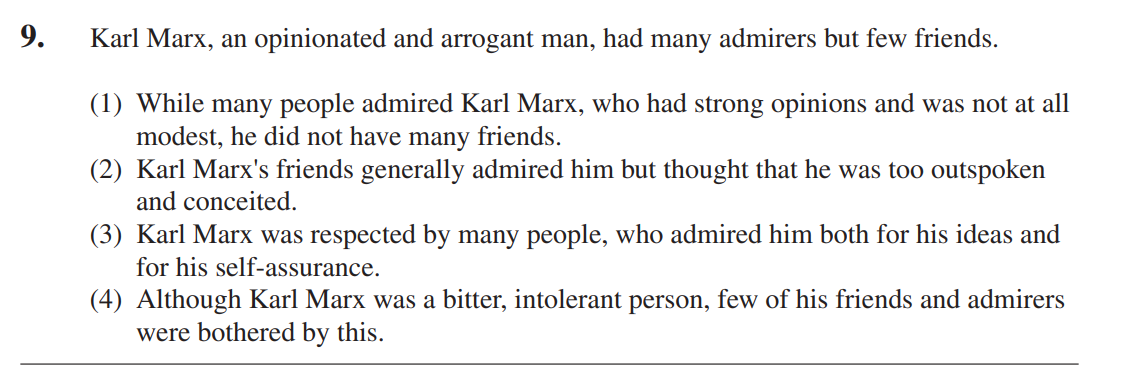 9. Karl Marx, an opinionated and arrogant man, had many admirers but few friends.
(1) While many people admired Karl Marx, who had strong opinions and was not at all
modest, he did not have many friends.
(2) Karl Marx's friends generally admired him but thought that he was too outspoken
and conceited.
(3) Karl Marx was respected by many people, who admired him both for his ideas and
for his self-assurance.
(4) Although Karl Marx was a bitter, intolerant person, few of his friends and admirers
were bothered by this.